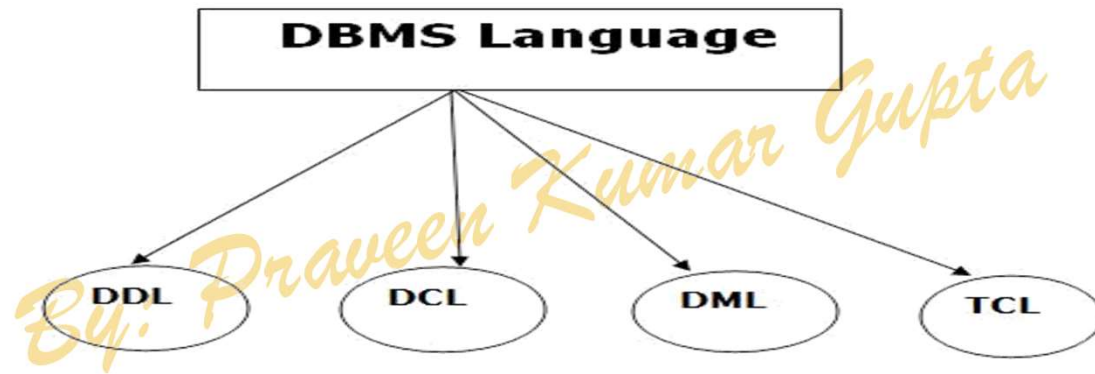 DBMS Language
By: Praveen Kumar Gupta
DDL
DCL
DML
TCL